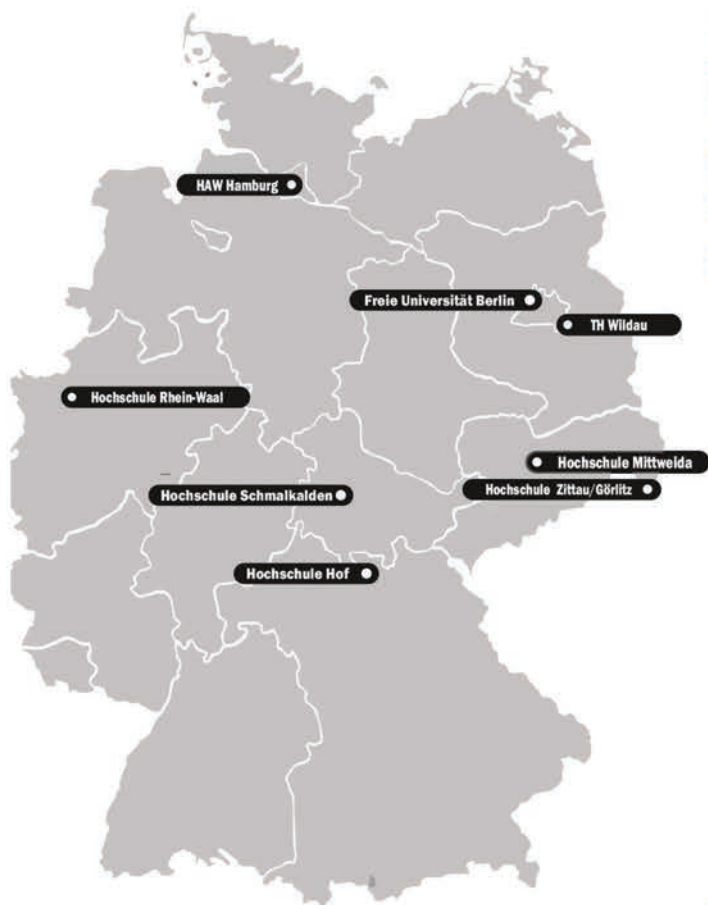 HAW Hamburg
Freie Universität Berlin
TH Wildau
Hochschule Rhein-Waal
Hochschule Mittweida
Hochschule Zittau/Görlitz
Hochschule Schmalkalden
Hochschule Hof